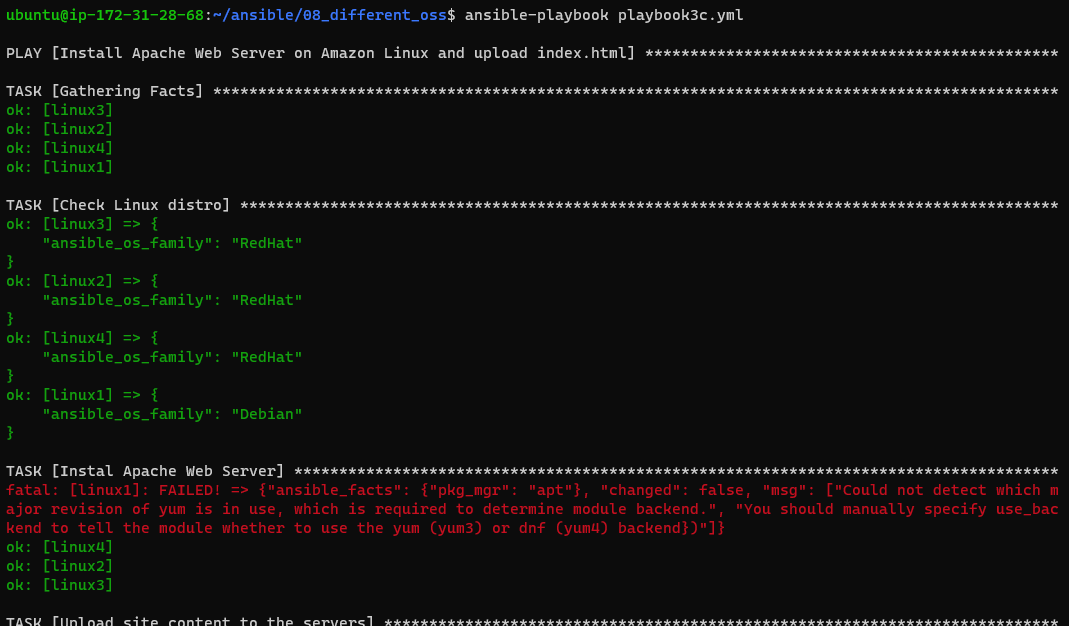 ubuntu@ip-172-31-28-68:~/ansible/08_different_oss$ ansible-playbook playbook3c.yml
PLAY [Install Apache Web Server on Amazon Linux and upload index.html] **********************************************
TASK [Gathering Facts] **********************************************************************************************
ok: [linux3]
ok: [linux2]
ok: [linux4]
ok: [linux1]
TASK [Check Linux distro] *******************************************************************************************
ok: [linux3] => {
    "ansible_os_family": "RedHat"
}
ok: [linux2] => {
    "ansible_os_family": "RedHat"
}
ok: [linux4] => {
    "ansible_os_family": "RedHat"
}
ok: [linux1] => {
    "ansible_os_family": "Debian"
}
TASK [Instal Apache Web Server] *************************************************************************************
fatal: [linux1]: FAILED! => {"ansible_facts": {"pkg_mgr": "apt"}, "changed": false, "msg": ["Could not detect which m
ajor revision of yum is in use, which is required to determine module backend.", "You should manually specify use_bac
kend to tell the module whether to use the yum (yum3) or dnf (yum4) backend})"]}
ok: [linux4]
ok: [linux2]
ok: [linux3]
TASK [Upload site content to the servers] ***************************************************************************